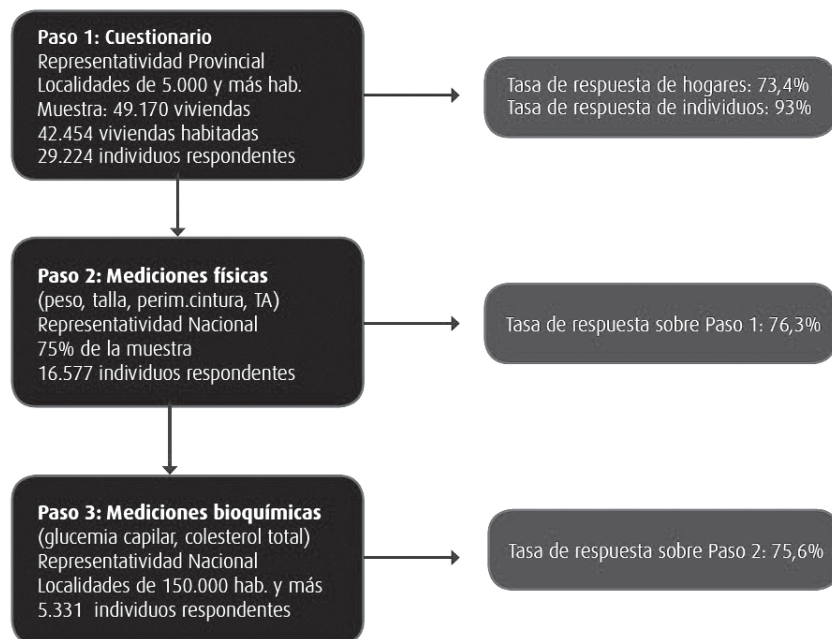 Paso 1: Cuestionario
Representatividad Provincial
Localidades de 5.000 y más hab.
Muestra: 49.170 viviendas
42.454 viviendas habitadas
29.224 individuos respondentes
Tasa de respuesta de hogares: 73,4%
Tasa de respuesta de individuos: 93%
Paso 2: Mediciones físicas
(peso, talla, perim.cintura, TA)
Representatividad Nacional
75% de la muestra
16.577 individuos respondentes
Tasa de respuesta sobre Paso 1: 76,3%
Paso 3: Mediciones bioquímicas
(glucemia capilar, colesterol total)
Representatividad Nacional
Localidades de 150.000 hab. y más
5.331 individuos respondentes
Tasa de respuesta sobre Paso 2: 75,6%